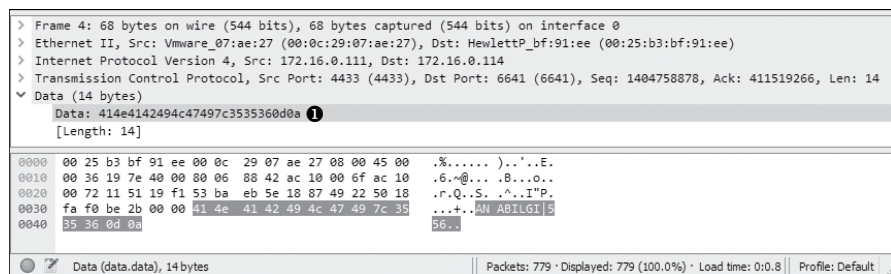 > Frame 4: 68 bytes on wire (544 bits), 68 bytes captured (544 bits) on interface 0
> Ethernet II, Src: Vmware_07:ae:27 (00:0c:29:07:ae:27), Dst: HewlettP_bf:91:ee (00:25:b3:bf:91:ee)
> Internet Protocol Version 4, Src: 172.16.0.111, Dst: 172.16.0.114
> Transmission Control Protocol, Src Port: 4433 (4433), Dst Port: 6641 (6641), Seq: 1404758878, Ack: 411519266, Len: 14
Data (14 bytes)
Data: 414e4142494c47497c3535360d0a ❶
[Length: 14]
0000 00 25 b3 bf 91 ee 00 0c 29 07 ae 27 08 00 45 00 .%...... )..'..E.
0010 00 36 19 7e 40 00 80 06 88 42 ac 10 00 6f ac 10 .6.~@... .B...o..
0020 00 72 11 51 19 f1 53 ba eb 5e 18 87 49 22 50 18 .r.Q..S. .^..I"P.
0030 fa f0 be 2b 00 00 41 4e 41 42 49 4c 47 49 7c 35 ...+..AN ABILGI|5
0040 35 36 0d 0a 56..
Data (data.data), 14 bytes Packets: 779 · Displayed: 779 (100.0%) · Load time: 0:0.8 Profile: Default